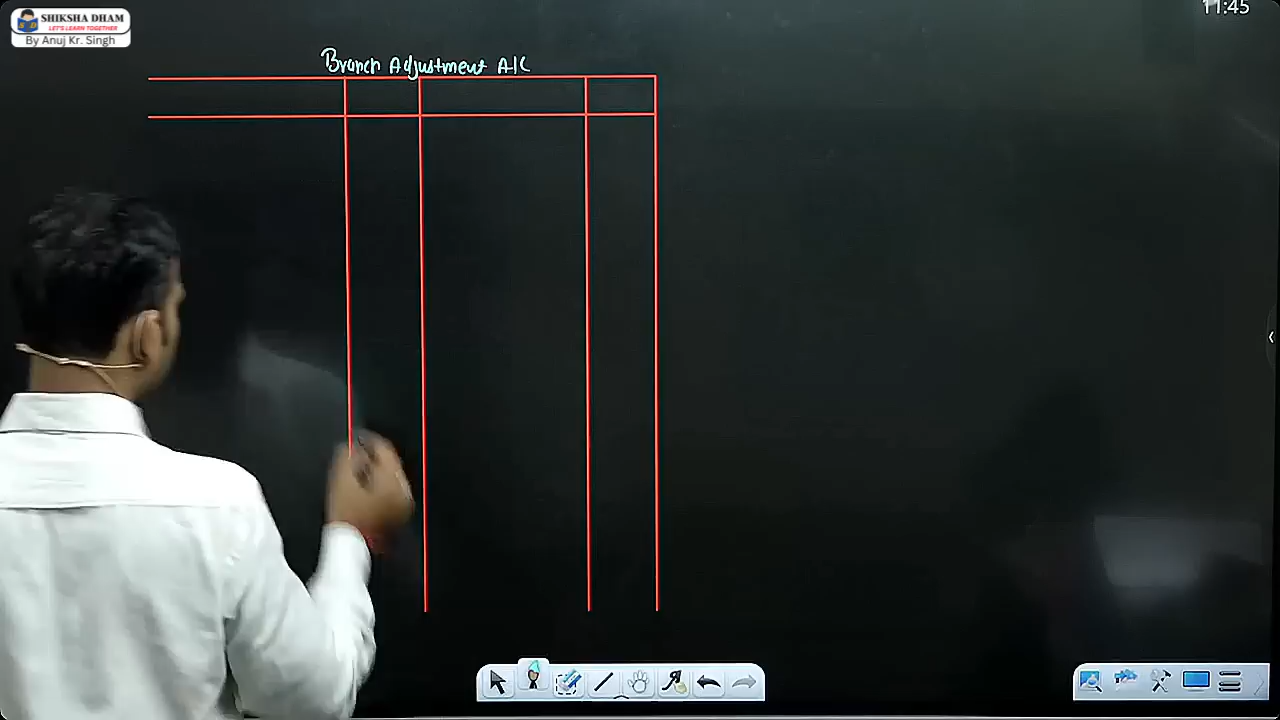 SHIKSHA DHAM
LET'S LEARN TOGETHER
By Anuj Kr. Singh
11:45
Branch Adjustment A/C